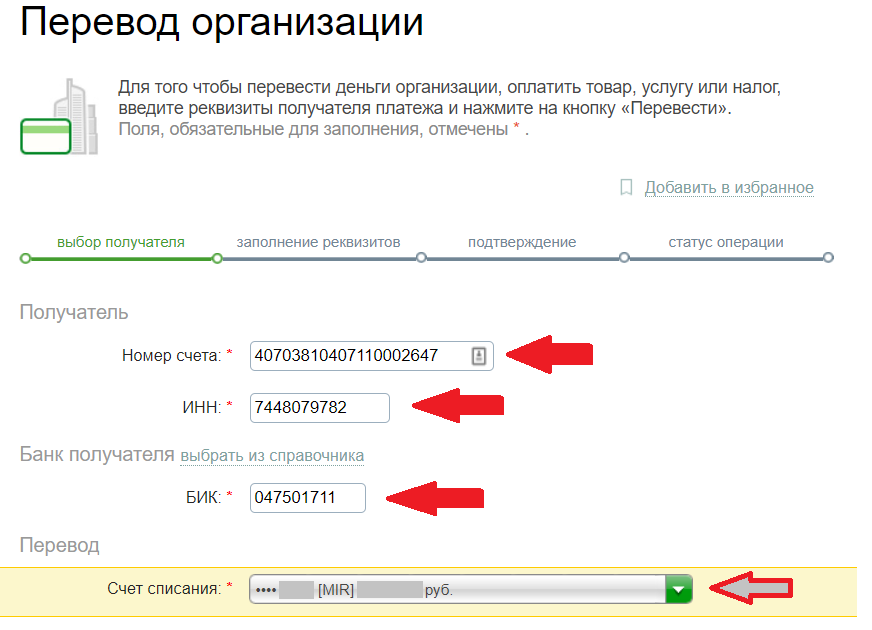 Перевод организации
Для того чтобы перевести деньги организации, оплатить товар, услугу или налог,
введите реквизиты получателя платежа и нажмите на кнопку «Перевести».
Поля, обязательные для заполнения, отмечены * .
Добавить в избранное
выбор получателя заполнение реквизитов подтверждение статус операции
Получатель
Номер счета: * 40703810407110002647
ИНН: * 7448079782
Банк получателя выбрать из справочника
БИК: * 047501711
Перевод
Счет списания: * •••• [MIR] руб.